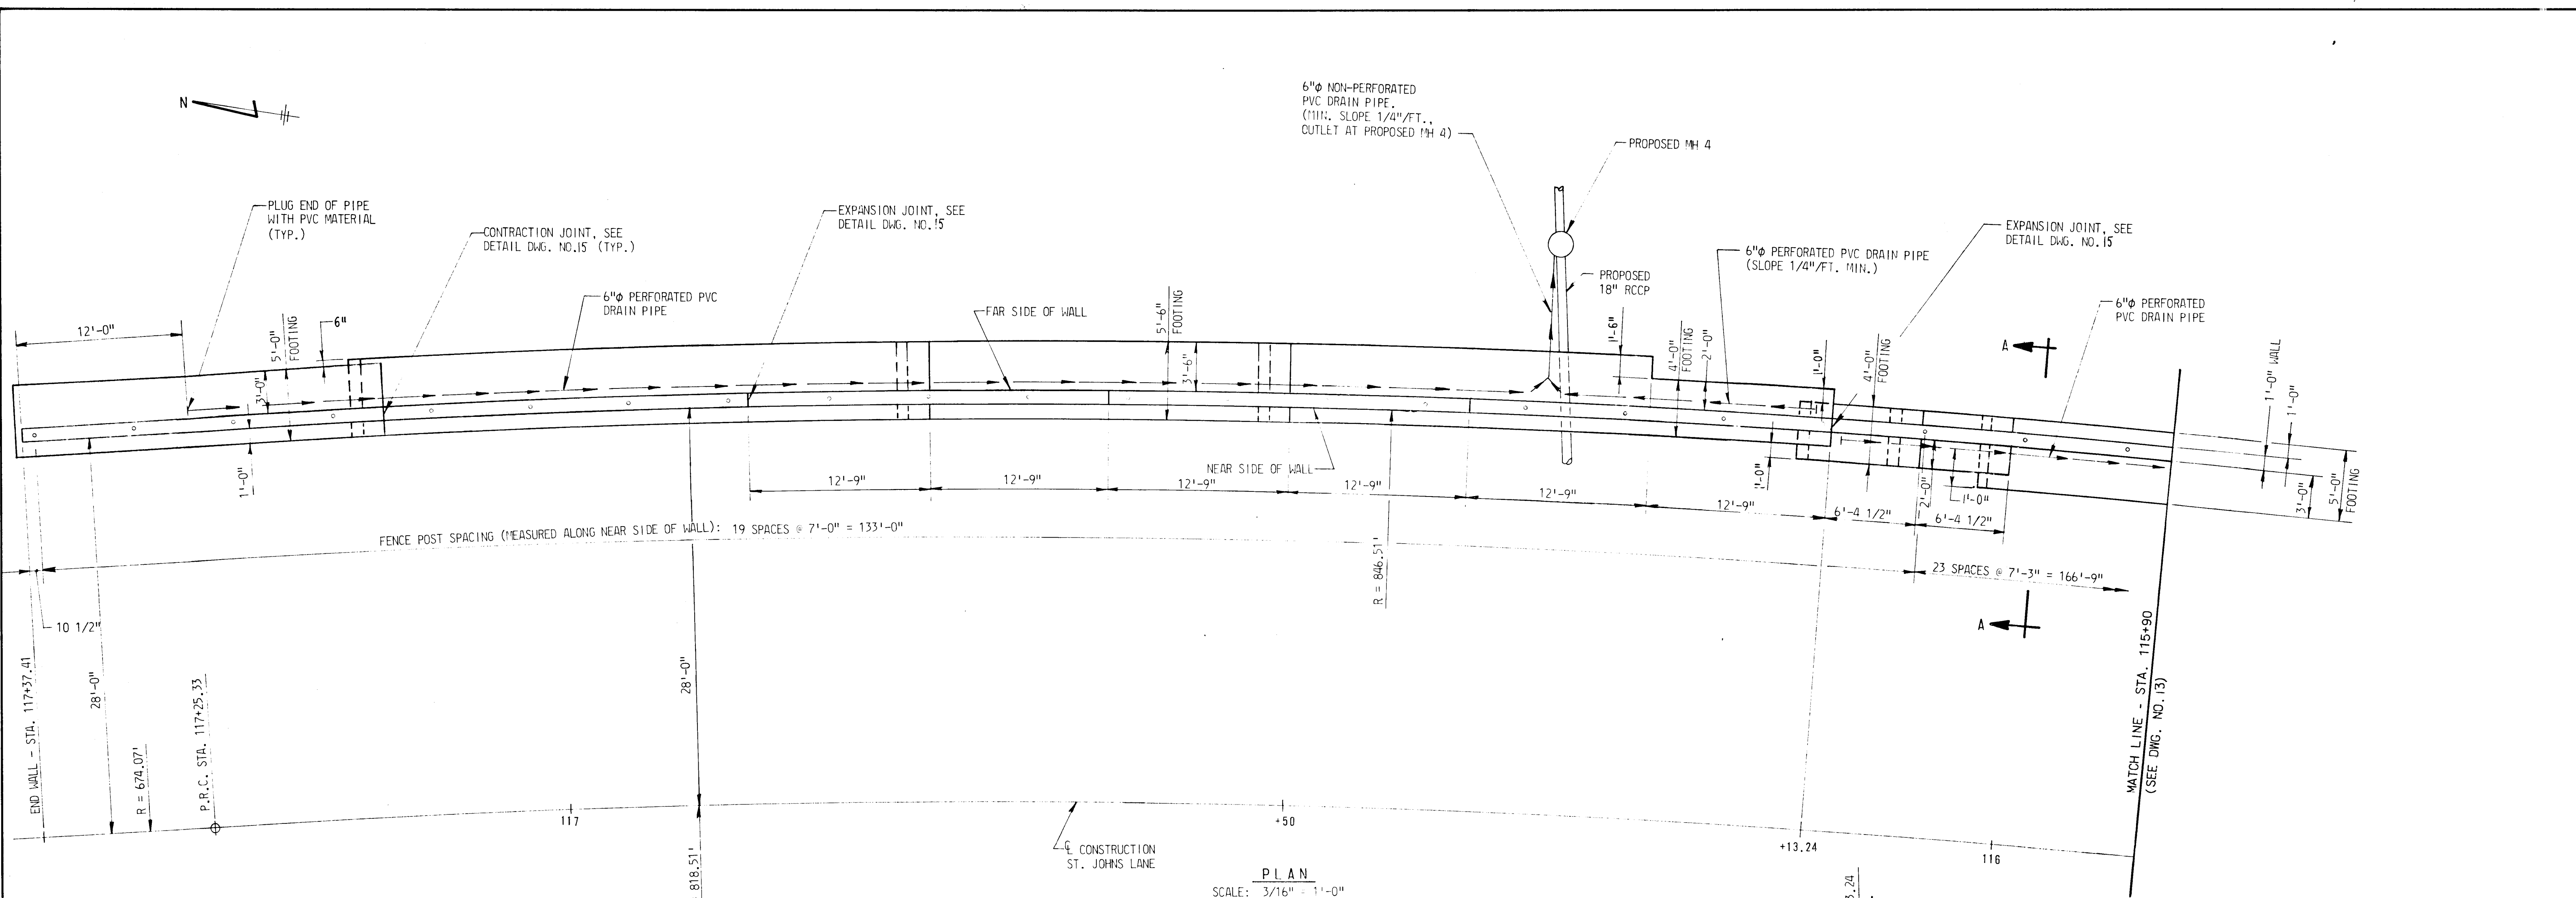 N
6"φ NON-PERFORATED
PVC DRAIN PIPE.
(MIN. SLOPE 1/4"/FT.,
OUTLET AT PROPOSED MH 4)
PROPOSED MH 4
PLUG END OF PIPE
WITH PVC MATERIAL
(TYP.)
CONTRACTION JOINT, SEE
DETAIL DWG. NO.15 (TYP.)
EXPANSION JOINT, SEE
DETAIL DWG. NO.15
EXPANSION JOINT, SEE
DETAIL DWG. NO.15
6"φ PERFORATED PVC DRAIN PIPE
(SLOPE 1/4"/FT. MIN.)
PROPOSED
18" RCCP
6"φ PERFORATED PVC
DRAIN PIPE
6"φ PERFORATED
PVC DRAIN PIPE
FAR SIDE OF WALL
12'-0"
5'-0"
FOOTING
6"
3'-0"
1'-0"
5'-6"
FOOTING
3'-6"
1'-6"
4'-0"
FOOTING
2'-0"
1'-0"
4'-0"
FOOTING
A
1'-0" WALL
1'-0"
3'-0"
5'-0"
FOOTING
NEAR SIDE OF WALL
1'-0"
2'-0"
1'-0"
12'-9"
12'-9"
12'-9"
12'-9"
12'-9"
12'-9"
6'-4 1/2"
6'-4 1/2"
FENCE POST SPACING (MEASURED ALONG NEAR SIDE OF WALL): 19 SPACES @ 7'-0" = 133'-0"
23 SPACES @ 7'-3" = 166'-9"
10 1/2"
A
END WALL - STA. 117+37.41
28'-0"
R = 674.07'
P.R.C. STA. 117+25.33
28'-0"
818.51'
R = 846.51'
MATCH LINE - STA. 115+90
(SEE DWG. NO.13)
117
+50
+13.24
116
℄ CONSTRUCTION
ST. JOHNS LANE
PLAN
SCALE: 3/16" = 1'-0"
3.24